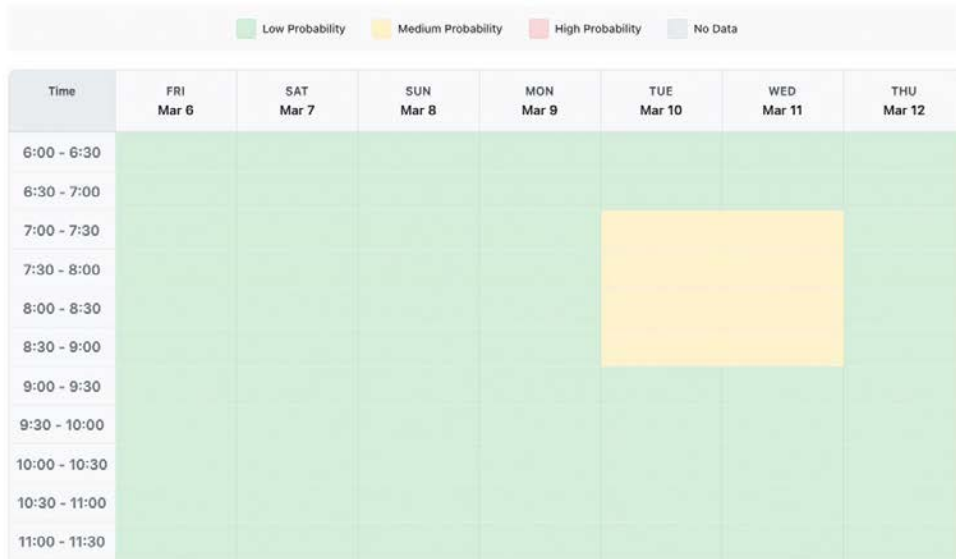 Low Probability Medium Probability High Probability No Data
Time FRI SAT SUN MON TUE WED THU
Mar 6 Mar 7 Mar 8 Mar 9 Mar 10 Mar 11 Mar 12
6:00 - 6:30
6:30 - 7:00
7:00 - 7:30
7:30 - 8:00
8:00 - 8:30
8:30 - 9:00
9:00 - 9:30
9:30 - 10:00
10:00 - 10:30
10:30 - 11:00
11:00 - 11:30